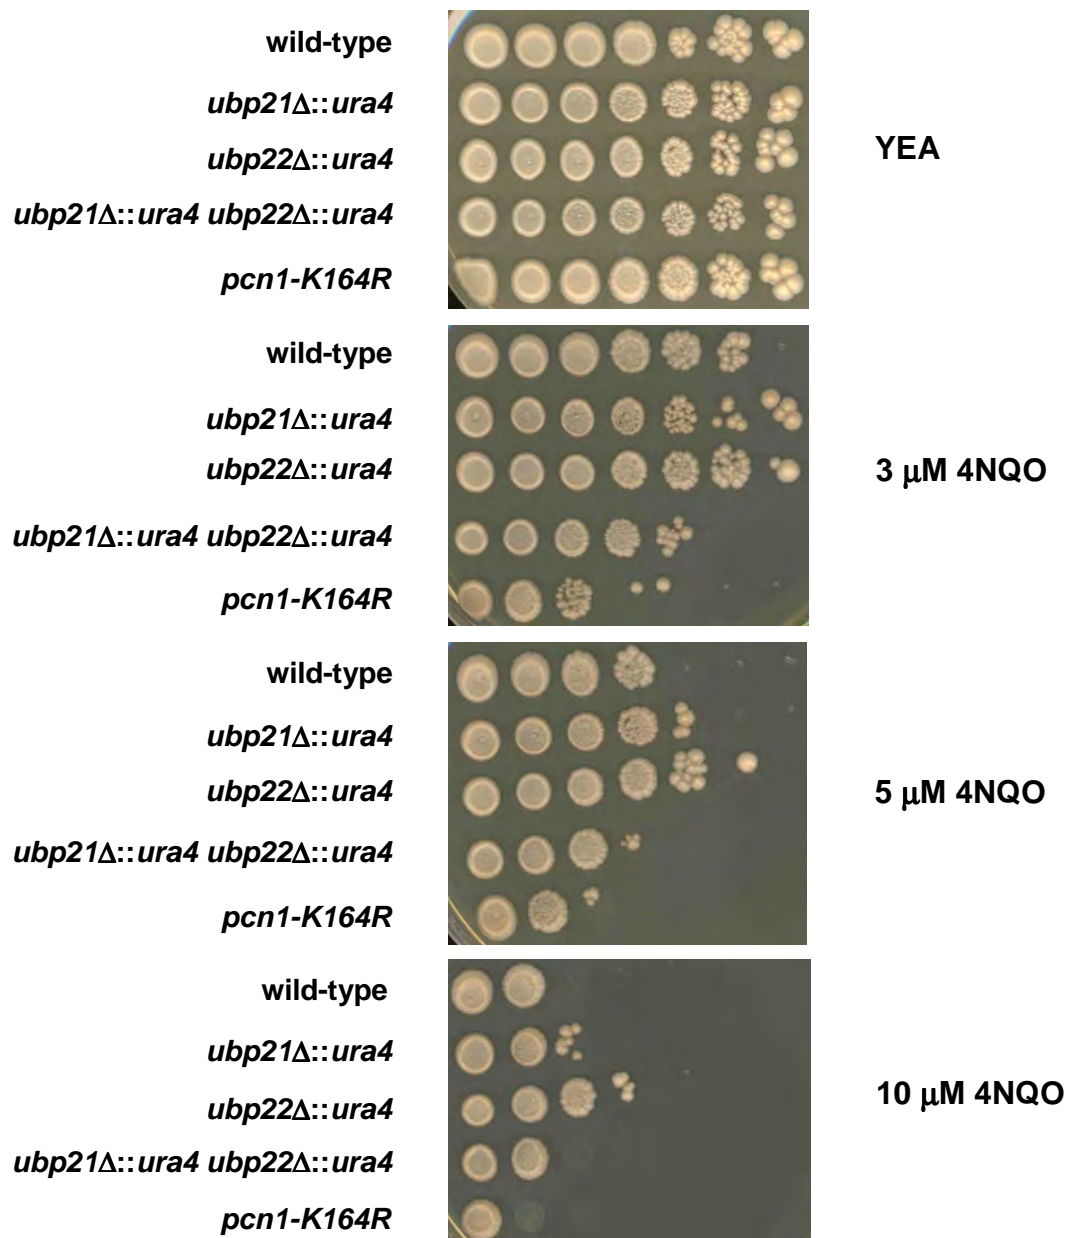 wild-type
ubp21Δ::ura4
ubp22Δ::ura4
YEA
ubp21Δ::ura4 ubp22Δ::ura4
pcn1-K164R
wild-type
ubp21Δ::ura4
ubp22Δ::ura4
3 μM 4NQO
ubp21Δ::ura4 ubp22Δ::ura4
pcn1-K164R
wild-type
ubp21Δ::ura4
ubp22Δ::ura4
5 μM 4NQO
ubp21Δ::ura4 ubp22Δ::ura4
pcn1-K164R
wild-type
ubp21Δ::ura4
ubp22Δ::ura4
10 μM 4NQO
ubp21Δ::ura4 ubp22Δ::ura4
pcn1-K164R